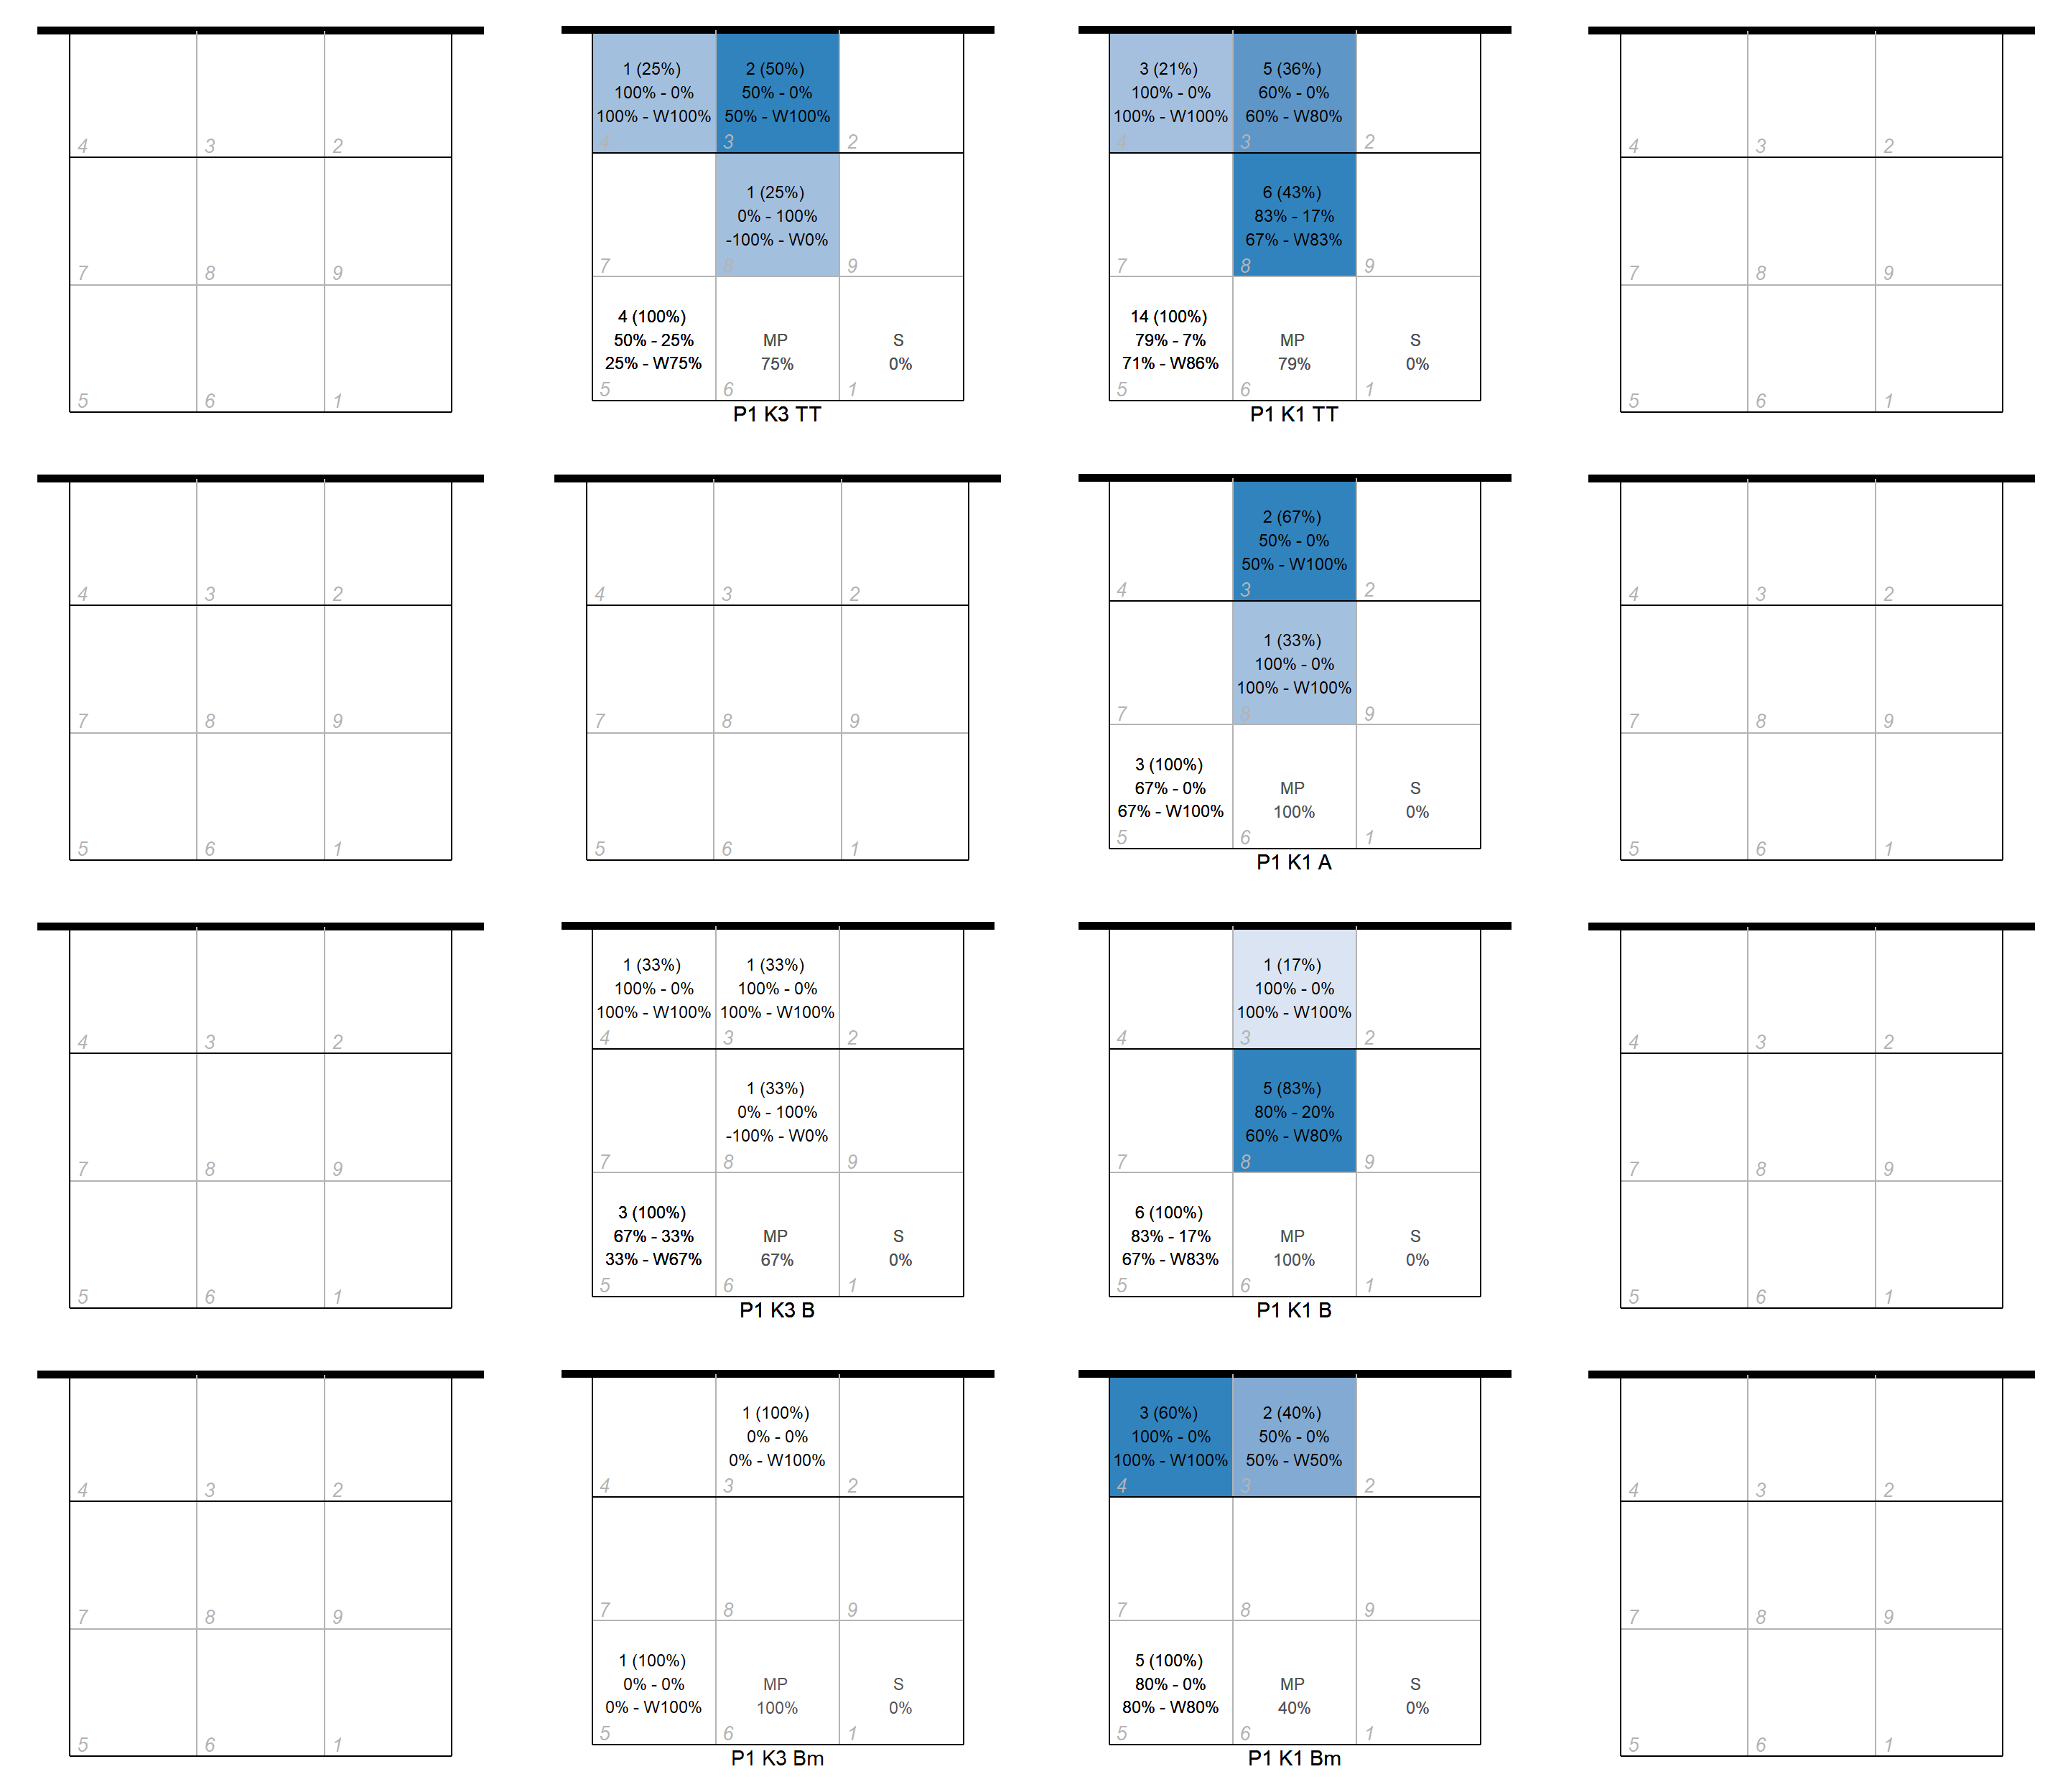 4
3
2
7
8
9
5
6
1
1 (25%)
100% - 0%
100% - W100%
4
2 (50%)
50% - 0%
50% - W100%
3
2
7
1 (25%)
0% - 100%
-100% - W0%
8
9
4 (100%)
50% - 25%
25% - W75%
5
MP
75%
6
S
0%
1
P1 K3 TT
3 (21%)
100% - 0%
100% - W100%
4
5 (36%)
60% - 0%
60% - W80%
3
2
7
6 (43%)
83% - 17%
67% - W83%
8
9
14 (100%)
79% - 7%
71% - W86%
5
MP
79%
6
S
0%
1
P1 K1 TT
4
3
2
7
8
9
5
6
1
4
3
2
7
8
9
5
6
1
4
3
2
7
8
9
5
6
1
4
2 (67%)
50% - 0%
50% - W100%
3
2
7
1 (33%)
100% - 0%
100% - W100%
8
9
3 (100%)
67% - 0%
67% - W100%
5
MP
100%
6
S
0%
1
P1 K1 A
4
3
2
7
8
9
5
6
1
4
3
2
7
8
9
5
6
1
1 (33%)
100% - 0%
100% - W100%
4
1 (33%)
100% - 0%
100% - W100%
3
2
7
1 (33%)
0% - 100%
-100% - W0%
8
9
3 (100%)
67% - 33%
33% - W67%
5
MP
67%
6
S
0%
1
P1 K3 B
4
1 (17%)
100% - 0%
100% - W100%
3
2
7
5 (83%)
80% - 20%
60% - W80%
8
9
6 (100%)
83% - 17%
67% - W83%
5
MP
100%
6
S
0%
1
P1 K1 B
4
3
2
7
8
9
5
6
1
4
3
2
7
8
9
5
6
1
4
1 (100%)
0% - 0%
0% - W100%
3
2
7
8
9
1 (100%)
0% - 0%
0% - W100%
5
MP
100%
6
S
0%
1
P1 K3 Bm
3 (60%)
100% - 0%
100% - W100%
4
2 (40%)
50% - 0%
50% - W50%
3
2
7
8
9
5 (100%)
80% - 0%
80% - W80%
5
MP
40%
6
S
0%
1
P1 K1 Bm
4
3
2
7
8
9
5
6
1